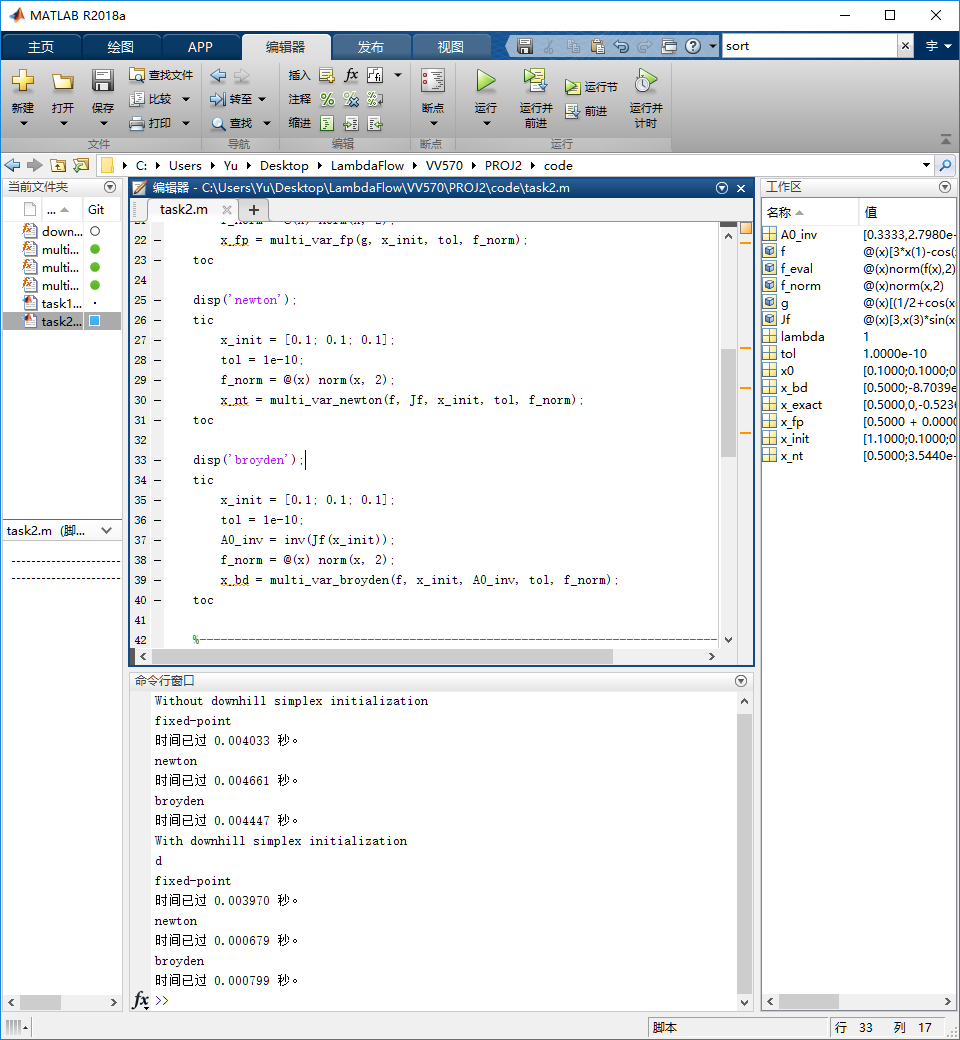 MATLAB R2018a
主页 绘图 APP 编辑器 发布 视图 sort 宇
新建 打开 保存 查找文件 比较 打印
转至 查找
插入 注释 缩进
断点
运行 运行并前进 运行节 前进 运行并计时
文件 导航 编辑 断点 运行
C: Users Yu Desktop LambdaFlow VV570 PROJ2 code
当前文件夹
... Git
down...
multi...
multi...
multi...
task1...
task2...
task2.m (脚...
编辑器 - C:\Users\Yu\Desktop\LambdaFlow\VV570\PROJ2\code\task2.m
task2.m
22 x_fp = multi_var_fp(g, x_init, tol, f_norm);
23 toc
24
25 disp('newton');
26 tic
27 x_init = [0.1; 0.1; 0.1];
28 tol = 1e-10;
29 f_norm = @(x) norm(x, 2);
30 x_nt = multi_var_newton(f, Jf, x_init, tol, f_norm);
31 toc
32
33 disp('broyden');
34 tic
35 x_init = [0.1; 0.1; 0.1];
36 tol = 1e-10;
37 A0_inv = inv(Jf(x_init));
38 f_norm = @(x) norm(x, 2);
39 x_bd = multi_var_broyden(f, x_init, A0_inv, tol, f_norm);
40 toc
41
42 %--------------------------------------------------------------------------
命令行窗口
Without downhill simplex initialization
fixed-point
时间已过 0.004033 秒。
newton
时间已过 0.004661 秒。
broyden
时间已过 0.004447 秒。
With downhill simplex initialization
d
fixed-point
时间已过 0.003970 秒。
newton
时间已过 0.000679 秒。
broyden
时间已过 0.000799 秒。
fx >>
工作区
名称 值
A0_inv [0.3333,2.7980e-
f @(x)[3*x(1)-cos(
f_eval @(x)norm(f(x),2)
f_norm @(x)norm(x,2)
g @(x)[(1/2+cos(x
Jf @(x)[3,x(3)*sin(x
lambda 1
tol 1.0000e-10
x0 [0.1000;0.1000;0
x_bd [0.5000;-8.7039e
x_exact [0.5000,0,-0.5236
x_fp [0.5000 + 0.0000
x_init [1.1000;0.1000;0
x_nt [0.5000;3.5440e-
脚本 行 33 列 17